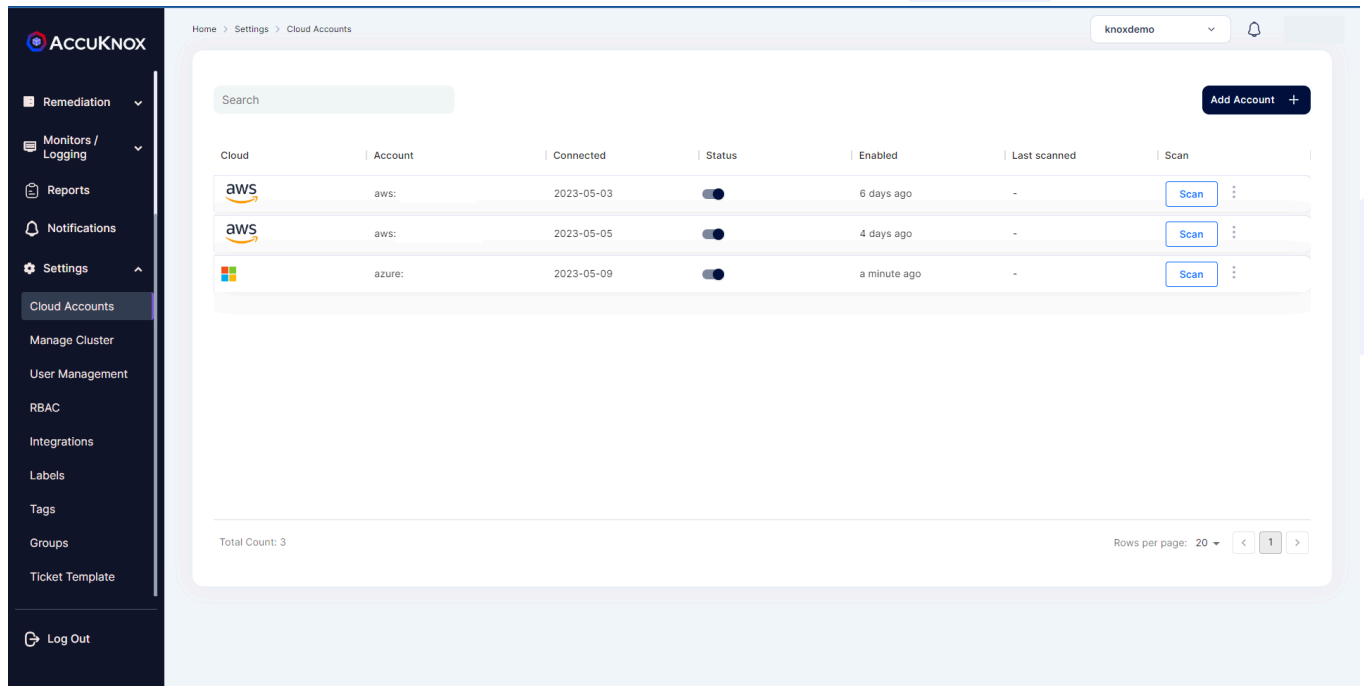 ACCUKNOX
Remediation
Monitors /
Logging
Reports
Notifications
Settings
Cloud Accounts
Manage Cluster
User Management
RBAC
Integrations
Labels
Tags
Groups
Ticket Template
Log Out
Home > Settings > Cloud Accounts
knoxdemo
Search
Add Account +
Cloud Account Connected Status Enabled Last scanned Scan
aws aws: 2023-05-03 6 days ago - Scan
aws aws: 2023-05-05 4 days ago - Scan
azure: 2023-05-09 a minute ago - Scan
Total Count: 3
Rows per page: 20 < 1 >